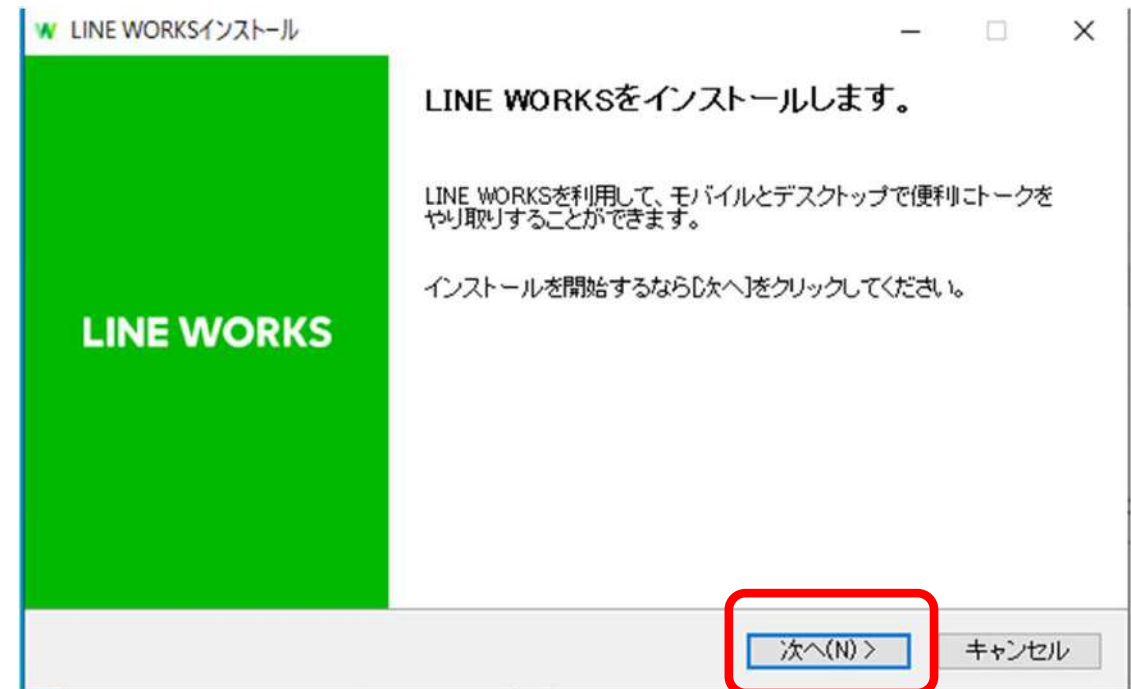 LINE WORKSインストール
LINE WORKSをインストールします。
LINE WORKSを利用して、モバイルとデスクトップで便利にトークを
やり取りすることができます。
インストールを開始するなら[次へ]をクリックしてください。
LINE WORKS
次へ(N) >
キャンセル